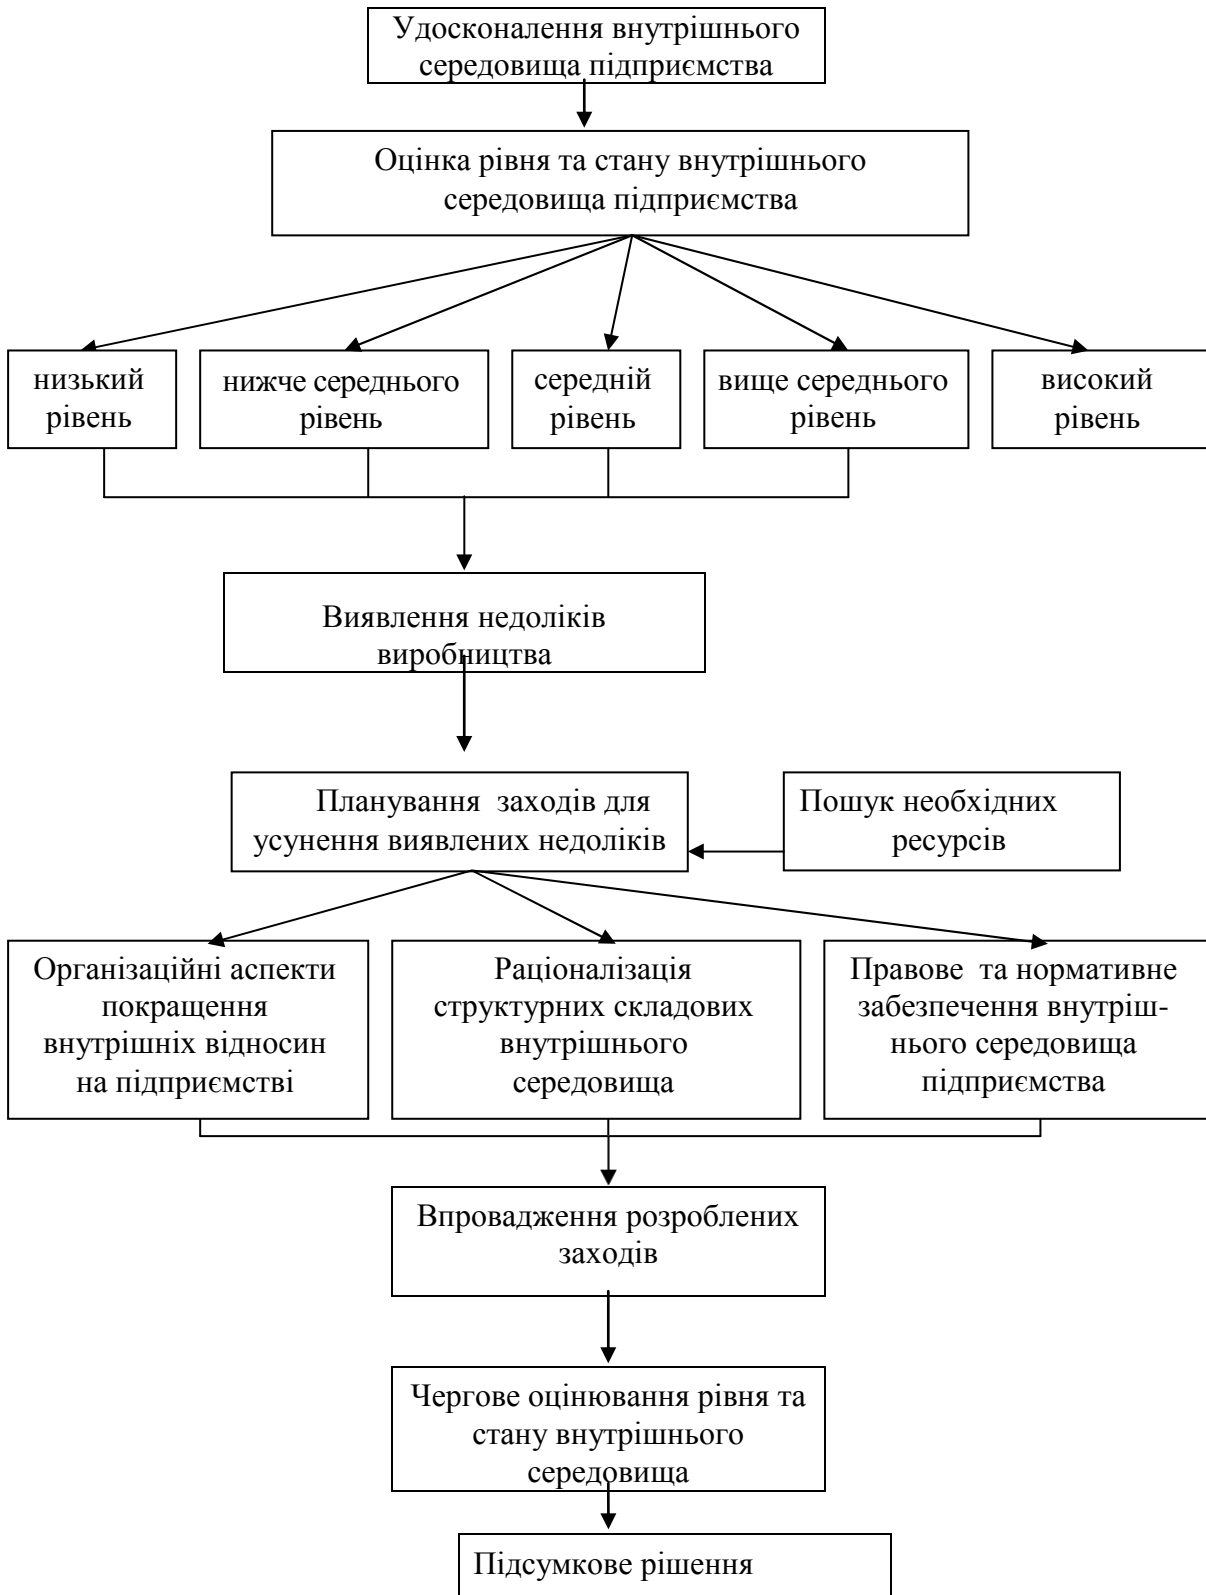 Удосконалення внутрішнього
середовища підприємства
Оцінка рівня та стану внутрішнього
середовища підприємства
низький
рівень
нижче середнього
рівень
середній
рівень
вище середнього
рівень
високий
рівень
Виявлення недоліків
виробництва
Планування заходів для
усунення виявлених недоліків
Пошук необхідних
ресурсів
Організаційні аспекти
покращення
внутрішніх відносин
на підприємстві
Раціоналізація
структурних складових
внутрішнього
середовища
Правове та нормативне
забезпечення внутріш-
нього середовища
підприємства
Впровадження розроблених
заходів
Чергове оцінювання рівня та
стану внутрішнього
середовища
Підсумкове рішення